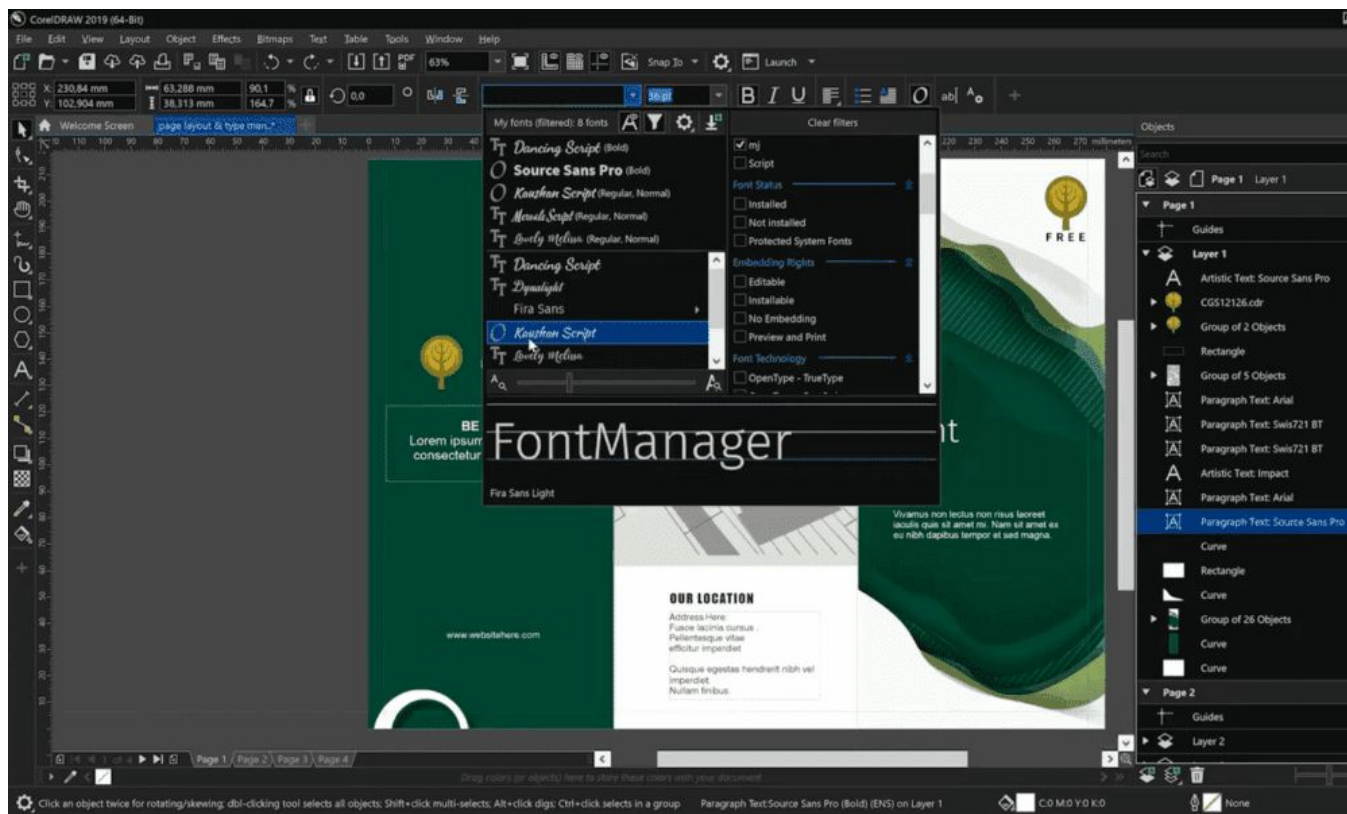 CorelDRAW 2019 (64-Bit)
File Edit View Layout Object Effects Bitmaps Text Table Tools Window Help
PDF 63% Snap To Launch
X: 230,84 mm 63,288 mm 90,1 %
Y: 102,904 mm 38,313 mm 164,7 %
0,0 36 pt B I U O ab|
Welcome Screen page layout & type man...*
millimeters
My fonts (filtered): 8 fonts
Dancing Script (Bold)
Source Sans Pro (Bold)
Kaushan Script (Regular, Normal)
Script (Regular, Normal)
Lovely Melissa (Regular, Normal)
Dancing Script
Dynalight
Fira Sans
Kaushan Script
Lovely Melissa
Clear filters
mj
Script
Font Status
Installed
Not installed
Protected System Fonts
Embedding Rights
Editable
Installable
No Embedding
Preview and Print
Font Technology
OpenType - TrueType
FontManager
Fira Sans Light
FREE
BE
Lorem ipsum
consectetur
nt
Vivamus non lectus non risus laoreet
iaculis quis sit amet mi. Nam sit amet ex
eu nibh dapibus tempor et sed magna.
OUR LOCATION
Address Here:
Fusce lacinia cursus .
Pellentesque vitae
efficitur imperdiet
Quisque egestas hendrerit nibh vel
imperdiet.
Nullam finibus.
www.websitehere.com
Objects
Search
Page 1 Layer 1
Page 1
Guides
Layer 1
Artistic Text: Source Sans Pro
CGS12126.cdr
Group of 2 Objects
Rectangle
Group of 5 Objects
Paragraph Text: Arial
Paragraph Text: Swis721 BT
Paragraph Text: Swis721 BT
Artistic Text: Impact
Paragraph Text: Arial
Paragraph Text: Source Sans Pro
Curve
Rectangle
Curve
Group of 26 Objects
Curve
Curve
Page 2
Guides
Layer 2
1 of 4 Page 1 Page 2 Page 3 Page 4
Drag colors (or objects) here to store these colors with your document
Click an object twice for rotating/skewing; dbl-clicking tool selects all objects; Shift+click multi-selects; Alt+click digs; Ctrl+click selects in a group Paragraph Text:Source Sans Pro (Bold) (ENS) on Layer 1 C:0 M:0 Y:0 K:0 None